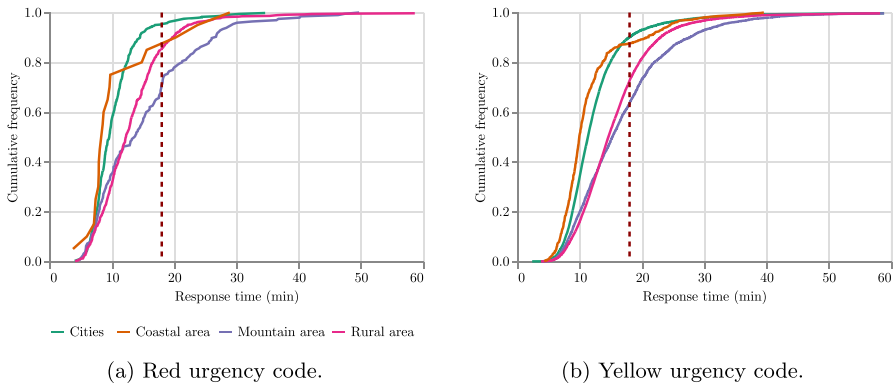 1.0
0.8
0.6
0.4
0.2
0.0
Cumulative frequency
0 10 20 30 40 50 60
Response time (min)
1.0
0.8
0.6
0.4
0.2
0.0
Cumulative frequency
0 10 20 30 40 50 60
Response time (min)
Cities Coastal area Mountain area Rural area
(a) Red urgency code.
(b) Yellow urgency code.